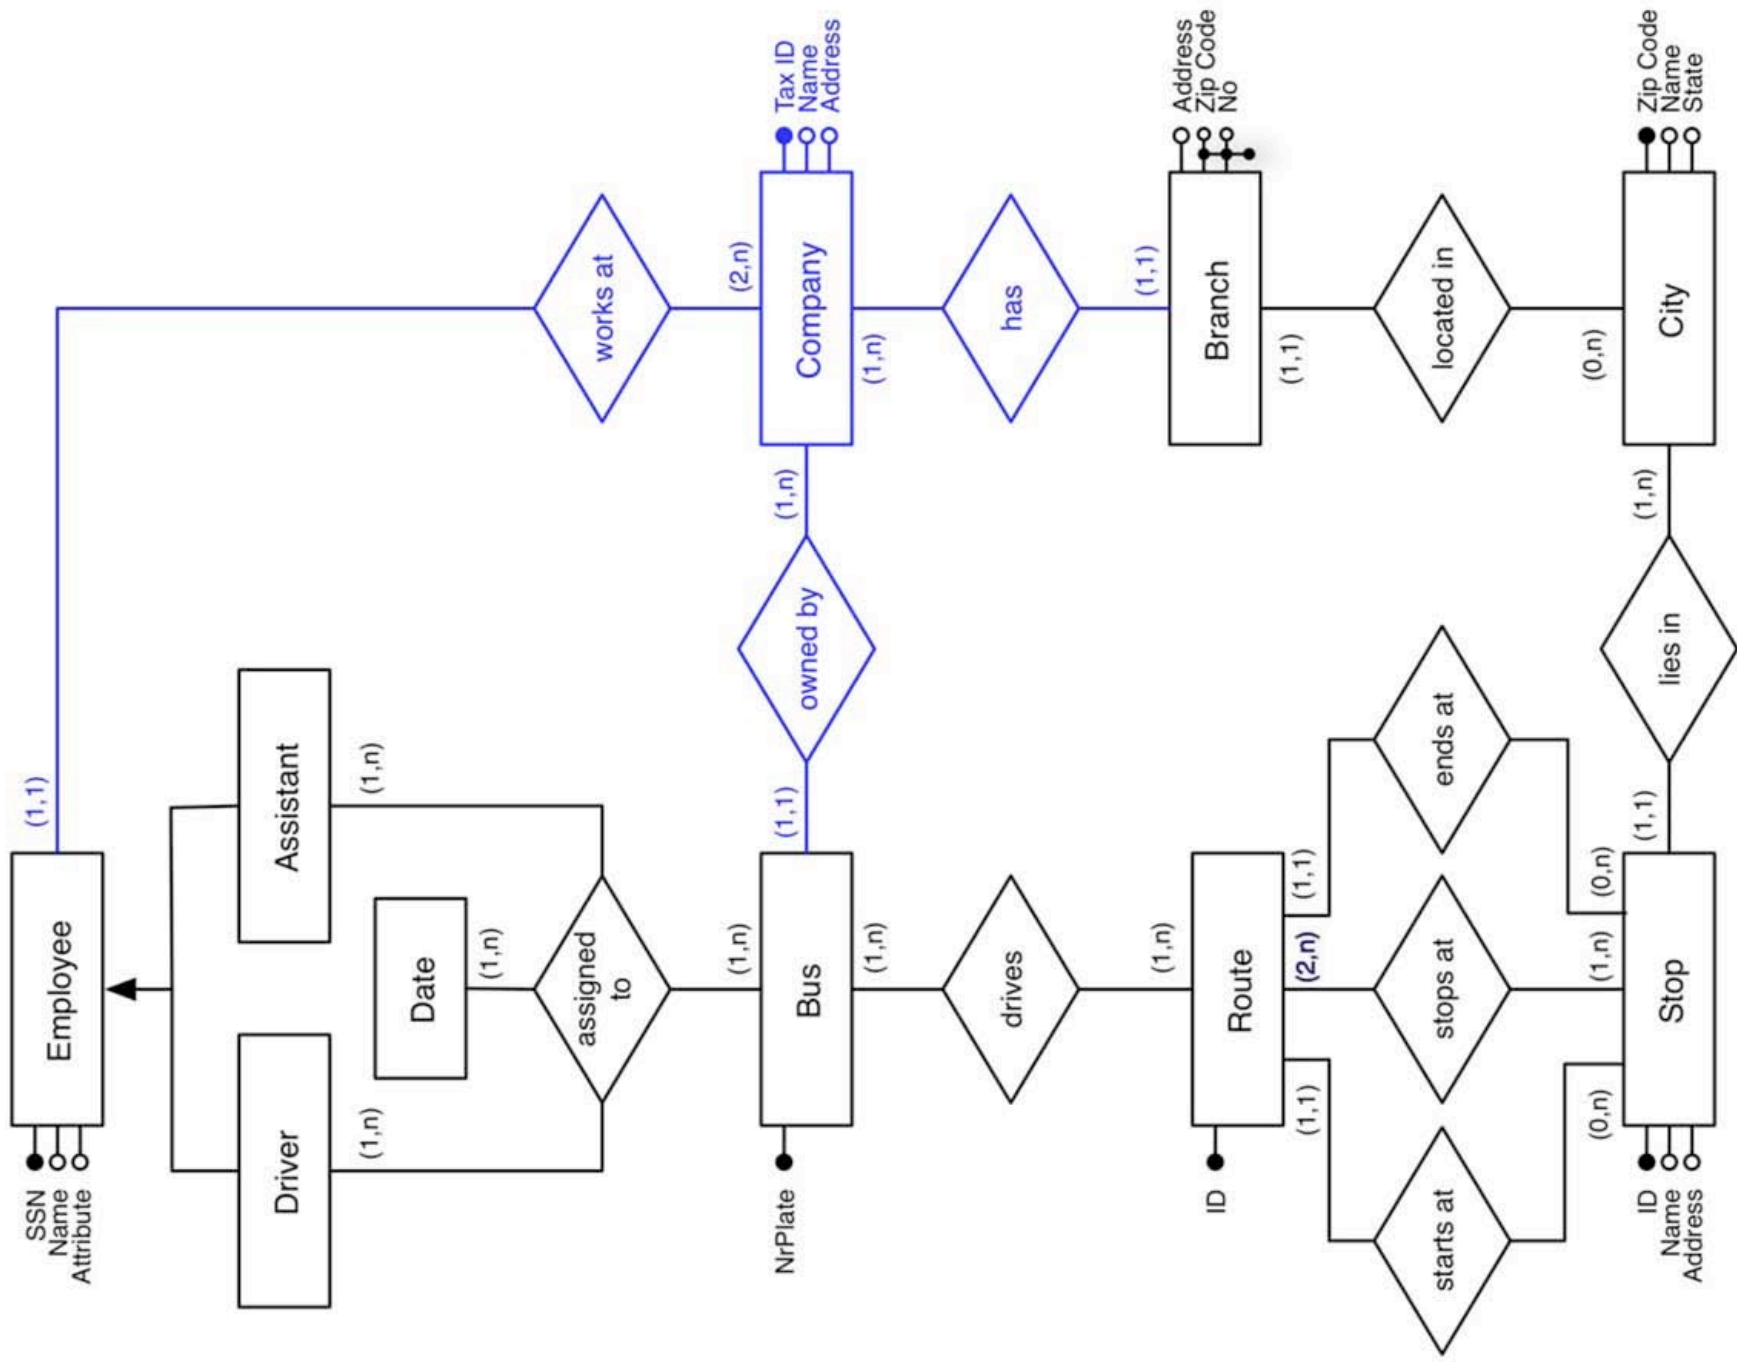 SSN
Name
Attribute
Employee
(1,1)
Driver
Assistant
(1,n)
(1,n)
Date
(1,n)
assigned
to
works at
(1,n)
(2,n)
NrPlate
Bus
(1,1)
owned by
(1,n)
Company
Tax ID
Name
Address
(1,n)
(1,n)
drives
has
(1,n)
(1,1)
ID
Route
Branch
Address
Zip Code
No
(1,1)
(2,n)
(1,1)
(1,1)
starts at
stops at
ends at
located in
(0,n)
(1,n)
(0,n)
(0,n)
ID
Name
Address
Stop
(1,1)
lies in
(1,n)
City
Zip Code
Name
State